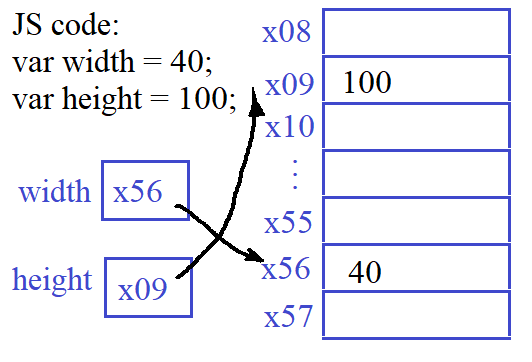 JS code:
var width = 40;
var height = 100;
width x56
height x09
x08
x09 100
x10
⋮
x55
x56 40
x57